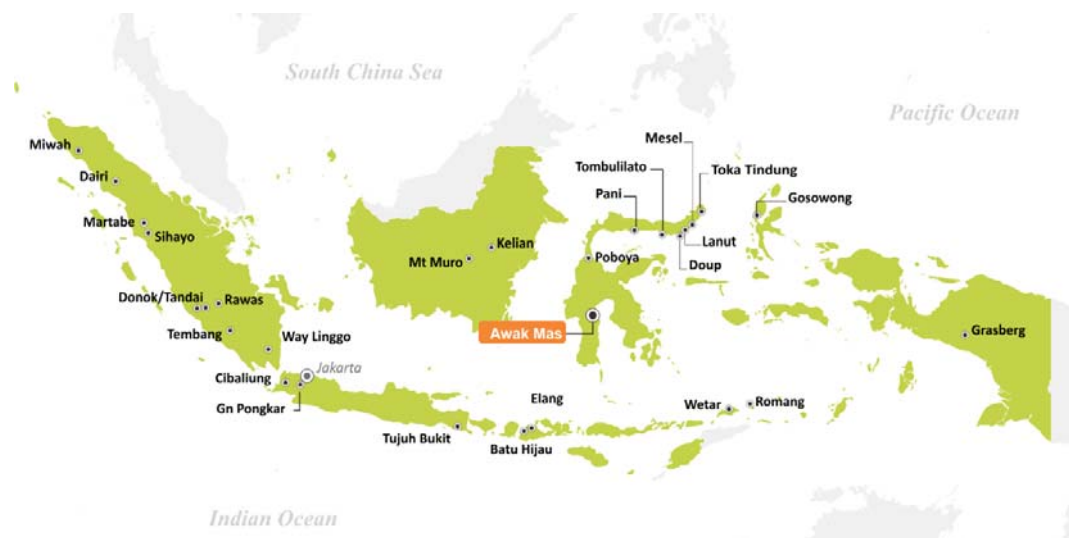 South China Sea
Pacific Ocean
Mesel
Miwah
Tombulilato
Toka Tindung
Dairi
Pani
Gosowong
Martabe
Sihayo
Kelian
Lanut
Mt Muro
Poboya
Doup
Donok/Tandai
Rawas
Tembang
Way Linggo
Awak Mas
Grasberg
Jakarta
Cibaliung
Elang
Wetar
Romang
Gn Pongkar
Tujuh Bukit
Batu Hijau
Indian Ocean